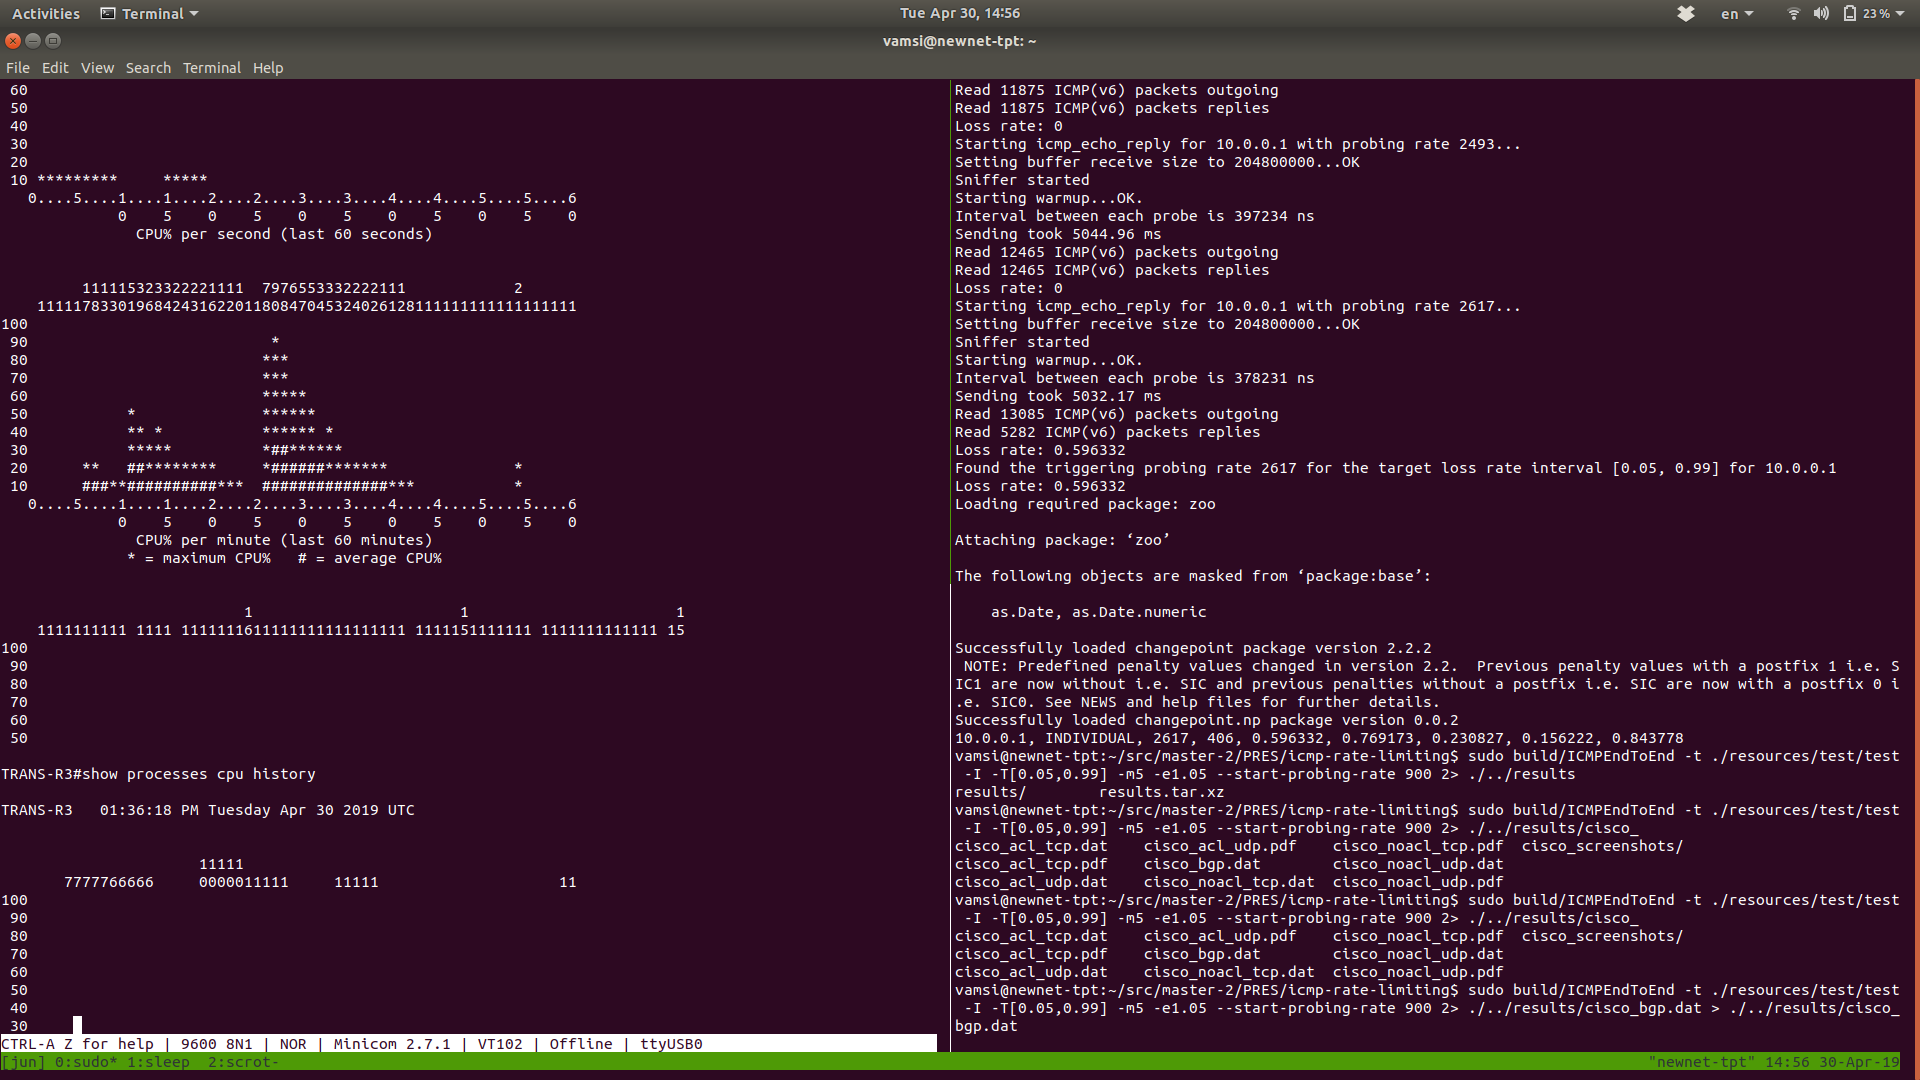 Activities Terminal Tue Apr 30, 14:56 en 23 %
vamsi@newnet-tpt: ~
File Edit View Search Terminal Help
60
50
40
30
20
10 *********     *****
0....5....1....1....2....2....3....3....4....4....5....5....6
0    5    0    5    0    5    0    5    0    5    0
CPU% per second (last 60 seconds)
111115323322221111  7976553332222111            2
111117833019684243162201180847045324026128111111111111111111
100
90                           *
80                          ***
70                          ***
60                          *****
50           *              ******
40           ** *           ****** *
30           *****          *##******
20      **   ##********     *######*******              *
10      ###**##########***  ##############***           *
0....5....1....1....2....2....3....3....4....4....5....5....6
0    5    0    5    0    5    0    5    0    5    0
CPU% per minute (last 60 minutes)
* = maximum CPU%   # = average CPU%
1                       1                       1
1111111111 1111 1111111611111111111111111 1111151111111 1111111111111 15
100
90
80
70
60
50
TRANS-R3#show processes cpu history
TRANS-R3   01:36:18 PM Tuesday Apr 30 2019 UTC
11111
7777766666     0000011111     11111                    11
100
90
80
70
60
50
40
30
CTRL-A Z for help | 9600 8N1 | NOR | Minicom 2.7.1 | VT102 | Offline | ttyUSB0
Read 11875 ICMP(v6) packets outgoing
Read 11875 ICMP(v6) packets replies
Loss rate: 0
Starting icmp_echo_reply for 10.0.0.1 with probing rate 2493...
Setting buffer receive size to 204800000...OK
Sniffer started
Starting warmup...OK.
Interval between each probe is 397234 ns
Sending took 5044.96 ms
Read 12465 ICMP(v6) packets outgoing
Read 12465 ICMP(v6) packets replies
Loss rate: 0
Starting icmp_echo_reply for 10.0.0.1 with probing rate 2617...
Setting buffer receive size to 204800000...OK
Sniffer started
Starting warmup...OK.
Interval between each probe is 378231 ns
Sending took 5032.17 ms
Read 13085 ICMP(v6) packets outgoing
Read 5282 ICMP(v6) packets replies
Loss rate: 0.596332
Found the triggering probing rate 2617 for the target loss rate interval [0.05, 0.99] for 10.0.0.1
Loss rate: 0.596332
Loading required package: zoo
Attaching package: ‘zoo’
The following objects are masked from ‘package:base’:
as.Date, as.Date.numeric
Successfully loaded changepoint package version 2.2.2
NOTE: Predefined penalty values changed in version 2.2.  Previous penalty values with a postfix 1 i.e. S
IC1 are now without i.e. SIC and previous penalties without a postfix i.e. SIC are now with a postfix 0 i
.e. SIC0. See NEWS and help files for further details.
Successfully loaded changepoint.np package version 0.0.2
10.0.0.1, INDIVIDUAL, 2617, 406, 0.596332, 0.769173, 0.230827, 0.156222, 0.843778
vamsi@newnet-tpt:~/src/master-2/PRES/icmp-rate-limiting$ sudo build/ICMPEndToEnd -t ./resources/test/test
-I -T[0.05,0.99] -m5 -e1.05 --start-probing-rate 900 2> ./../results
results/        results.tar.xz
vamsi@newnet-tpt:~/src/master-2/PRES/icmp-rate-limiting$ sudo build/ICMPEndToEnd -t ./resources/test/test
-I -T[0.05,0.99] -m5 -e1.05 --start-probing-rate 900 2> ./../results/cisco_
cisco_acl_tcp.dat    cisco_acl_udp.pdf    cisco_noacl_tcp.pdf  cisco_screenshots/
cisco_acl_tcp.pdf    cisco_bgp.dat        cisco_noacl_udp.dat
cisco_acl_udp.dat    cisco_noacl_tcp.dat  cisco_noacl_udp.pdf
vamsi@newnet-tpt:~/src/master-2/PRES/icmp-rate-limiting$ sudo build/ICMPEndToEnd -t ./resources/test/test
-I -T[0.05,0.99] -m5 -e1.05 --start-probing-rate 900 2> ./../results/cisco_
cisco_acl_tcp.dat    cisco_acl_udp.pdf    cisco_noacl_tcp.pdf  cisco_screenshots/
cisco_acl_tcp.pdf    cisco_bgp.dat        cisco_noacl_udp.dat
cisco_acl_udp.dat    cisco_noacl_tcp.dat  cisco_noacl_udp.pdf
vamsi@newnet-tpt:~/src/master-2/PRES/icmp-rate-limiting$ sudo build/ICMPEndToEnd -t ./resources/test/test
-I -T[0.05,0.99] -m5 -e1.05 --start-probing-rate 900 2> ./../results/cisco_bgp.dat > ./../results/cisco_
bgp.dat
[jun] 0:sudo* 1:sleep  2:scrot- "newnet-tpt" 14:56 30-Apr-19